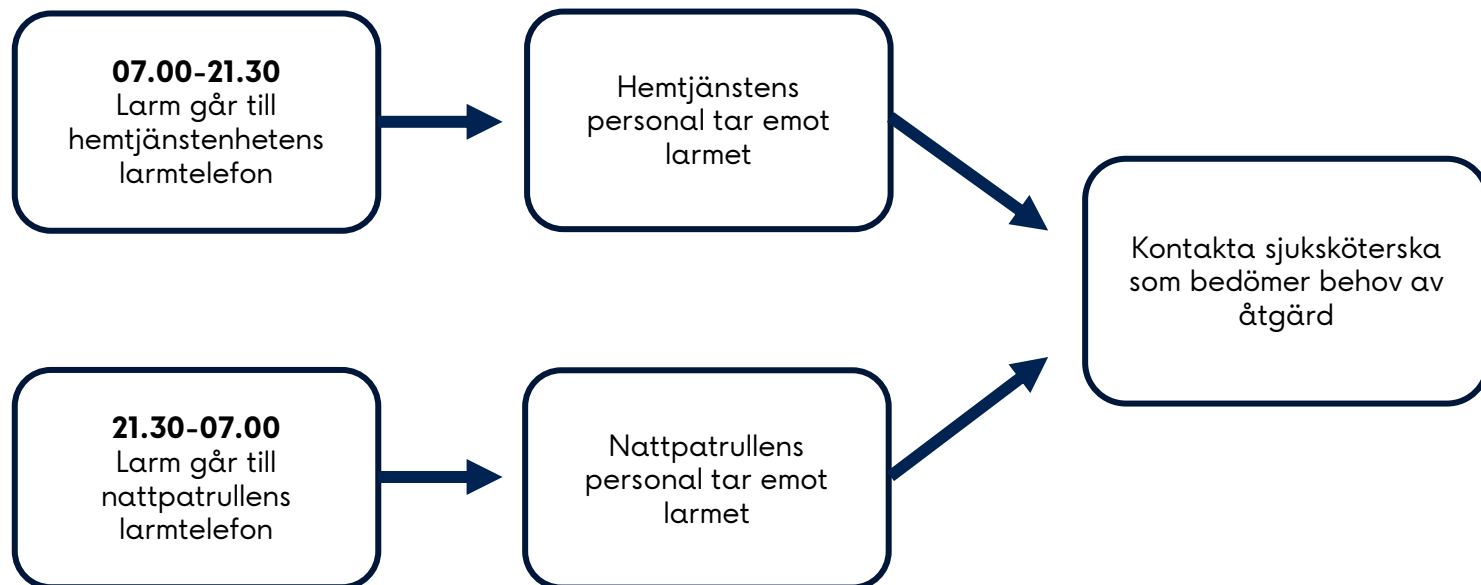 07.00-21.30
Larm går till
hemtjänstenhetens
larmtelefon
Hemtjänstens
personal tar emot
larmet
Kontakta sjuksköterska
som bedömer behov av
åtgärd
21.30-07.00
Larm går till
nattpatrullens
larmtelefon
Nattpatrullens
personal tar emot
larmet